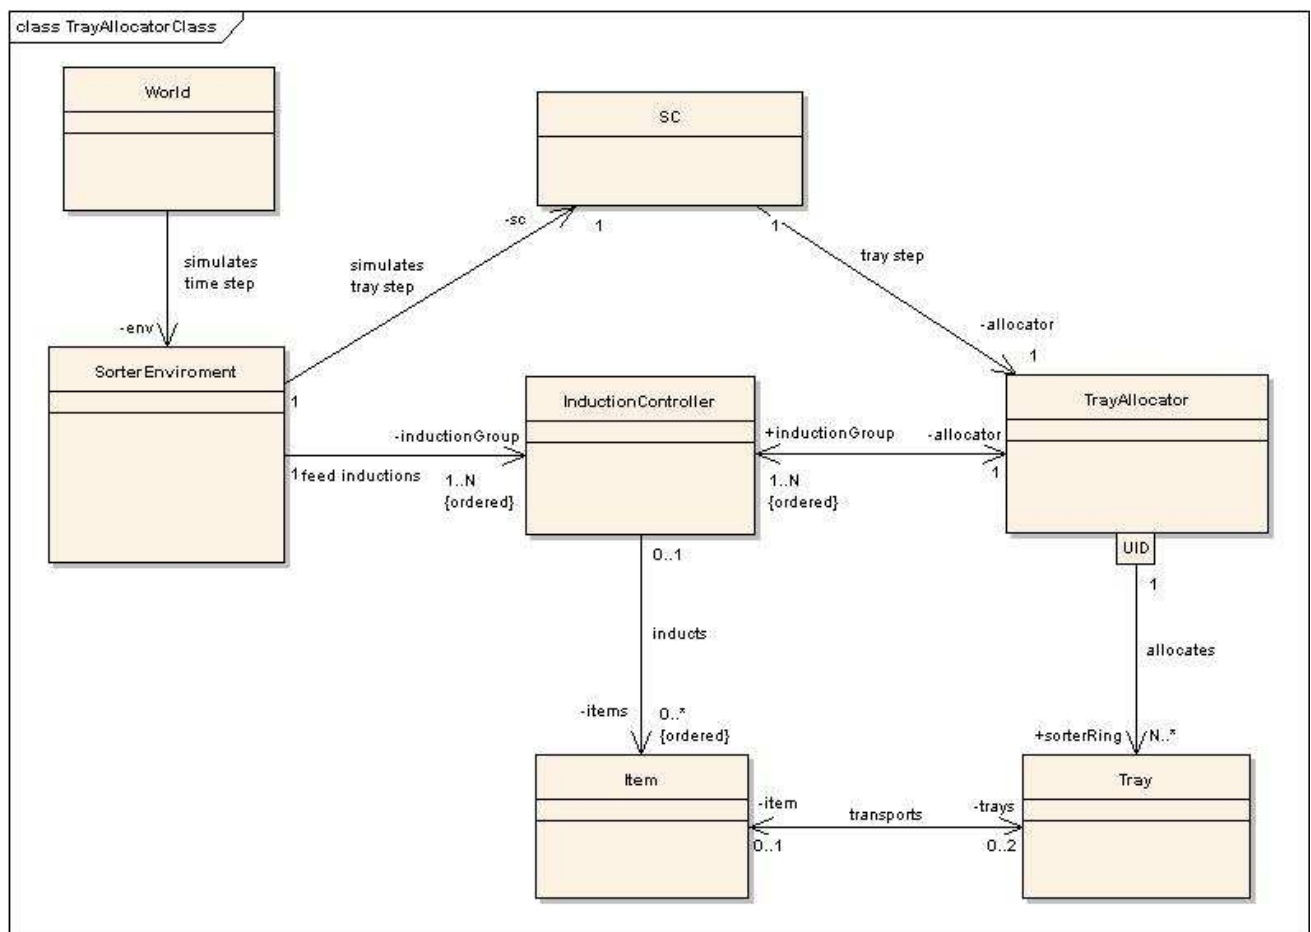 class TrayAllocatorClass
World
SC
-sc
1
1
simulates
time step
simulates
tray step
tray step
-env
-allocator
1
SorterEnviroment
1
InductionController
TrayAllocator
-inductionGroup
+inductionGroup
-allocator
1
feed inductions
1..N
{ordered}
1..N
{ordered}
1
UID
0..1
1
inducts
allocates
-items
0..*
{ordered}
+sorterRing
N..*
Item
Tray
-item
transports
-trays
0..1
0..2